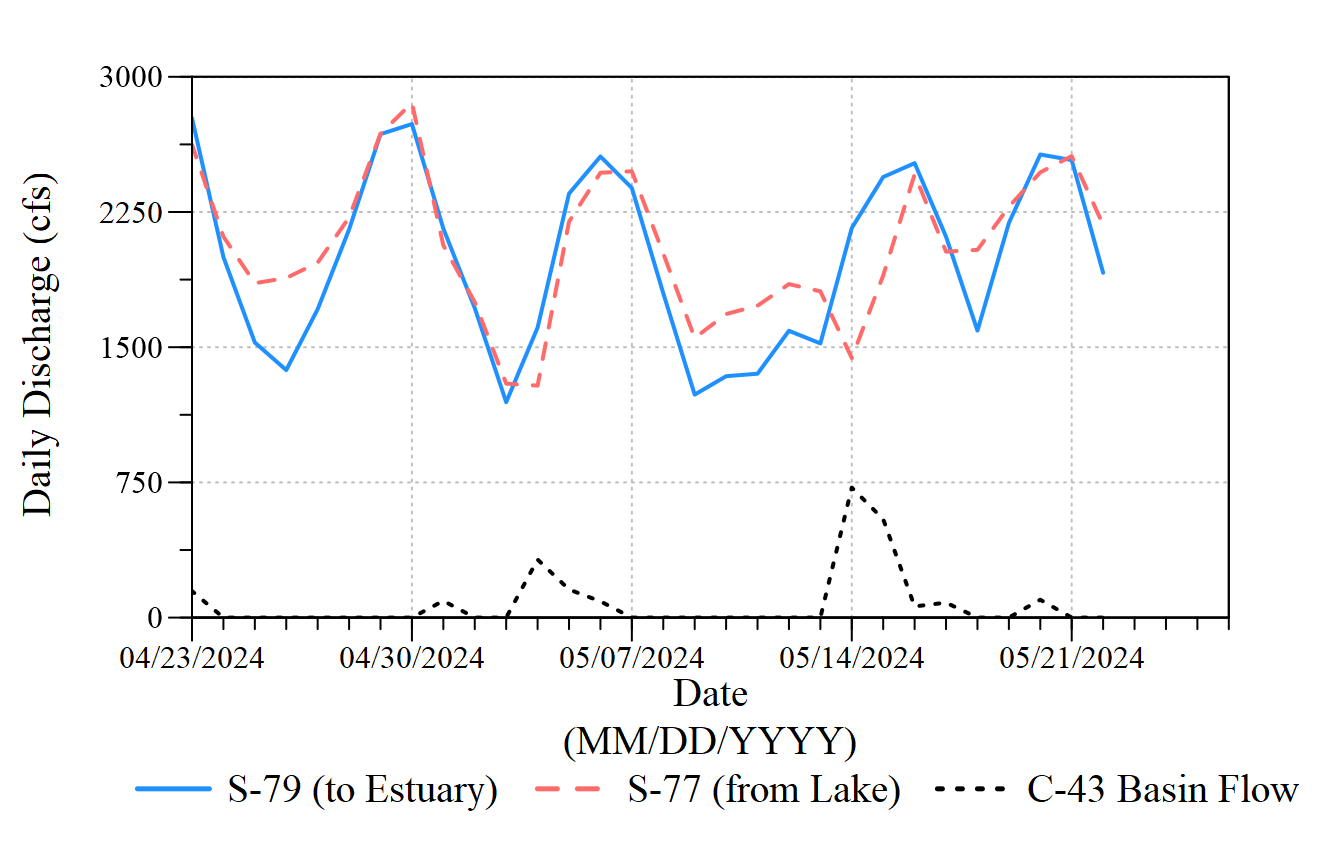 3000
2250
1500
750
0
Daily Discharge (cfs)
04/23/2024 04/30/2024 05/07/2024 05/14/2024 05/21/2024
Date
(MM/DD/YYYY)
S-79 (to Estuary) S-77 (from Lake) C-43 Basin Flow